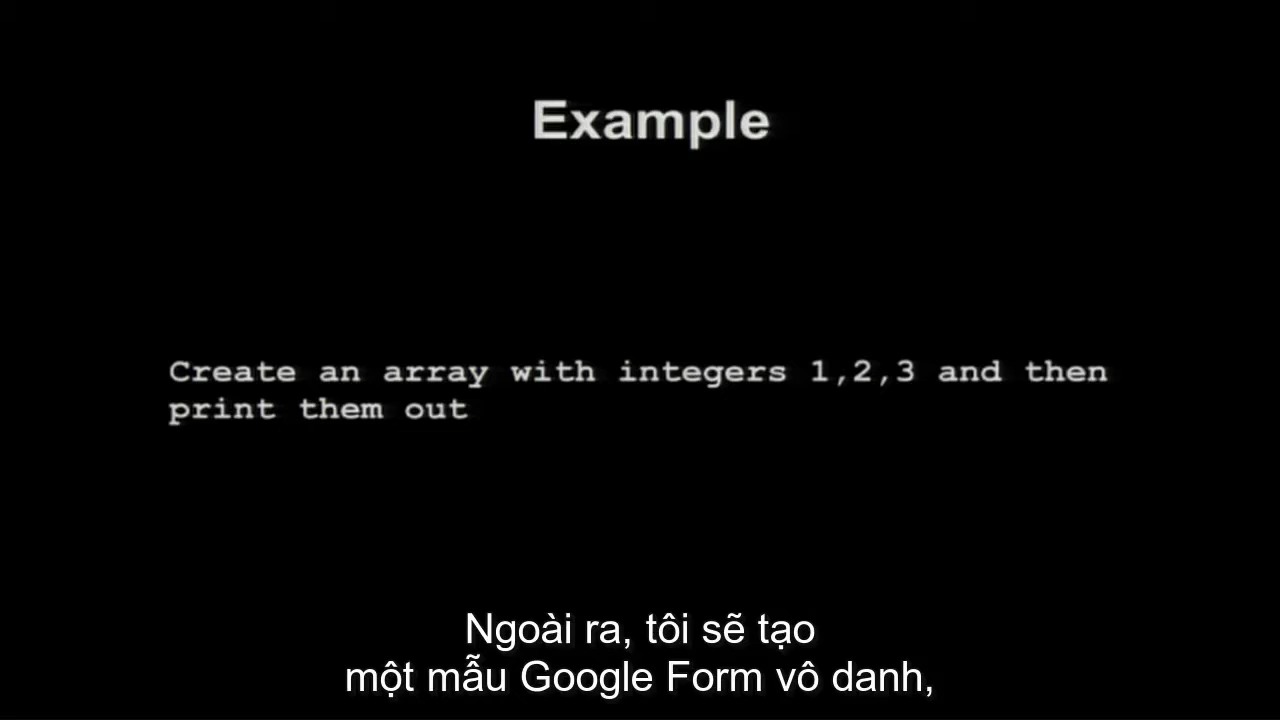 Example
Create an array with integers 1,2,3 and then
print them out
Ngoài ra, tôi sẽ tạo
một mẫu Google Form vô danh,